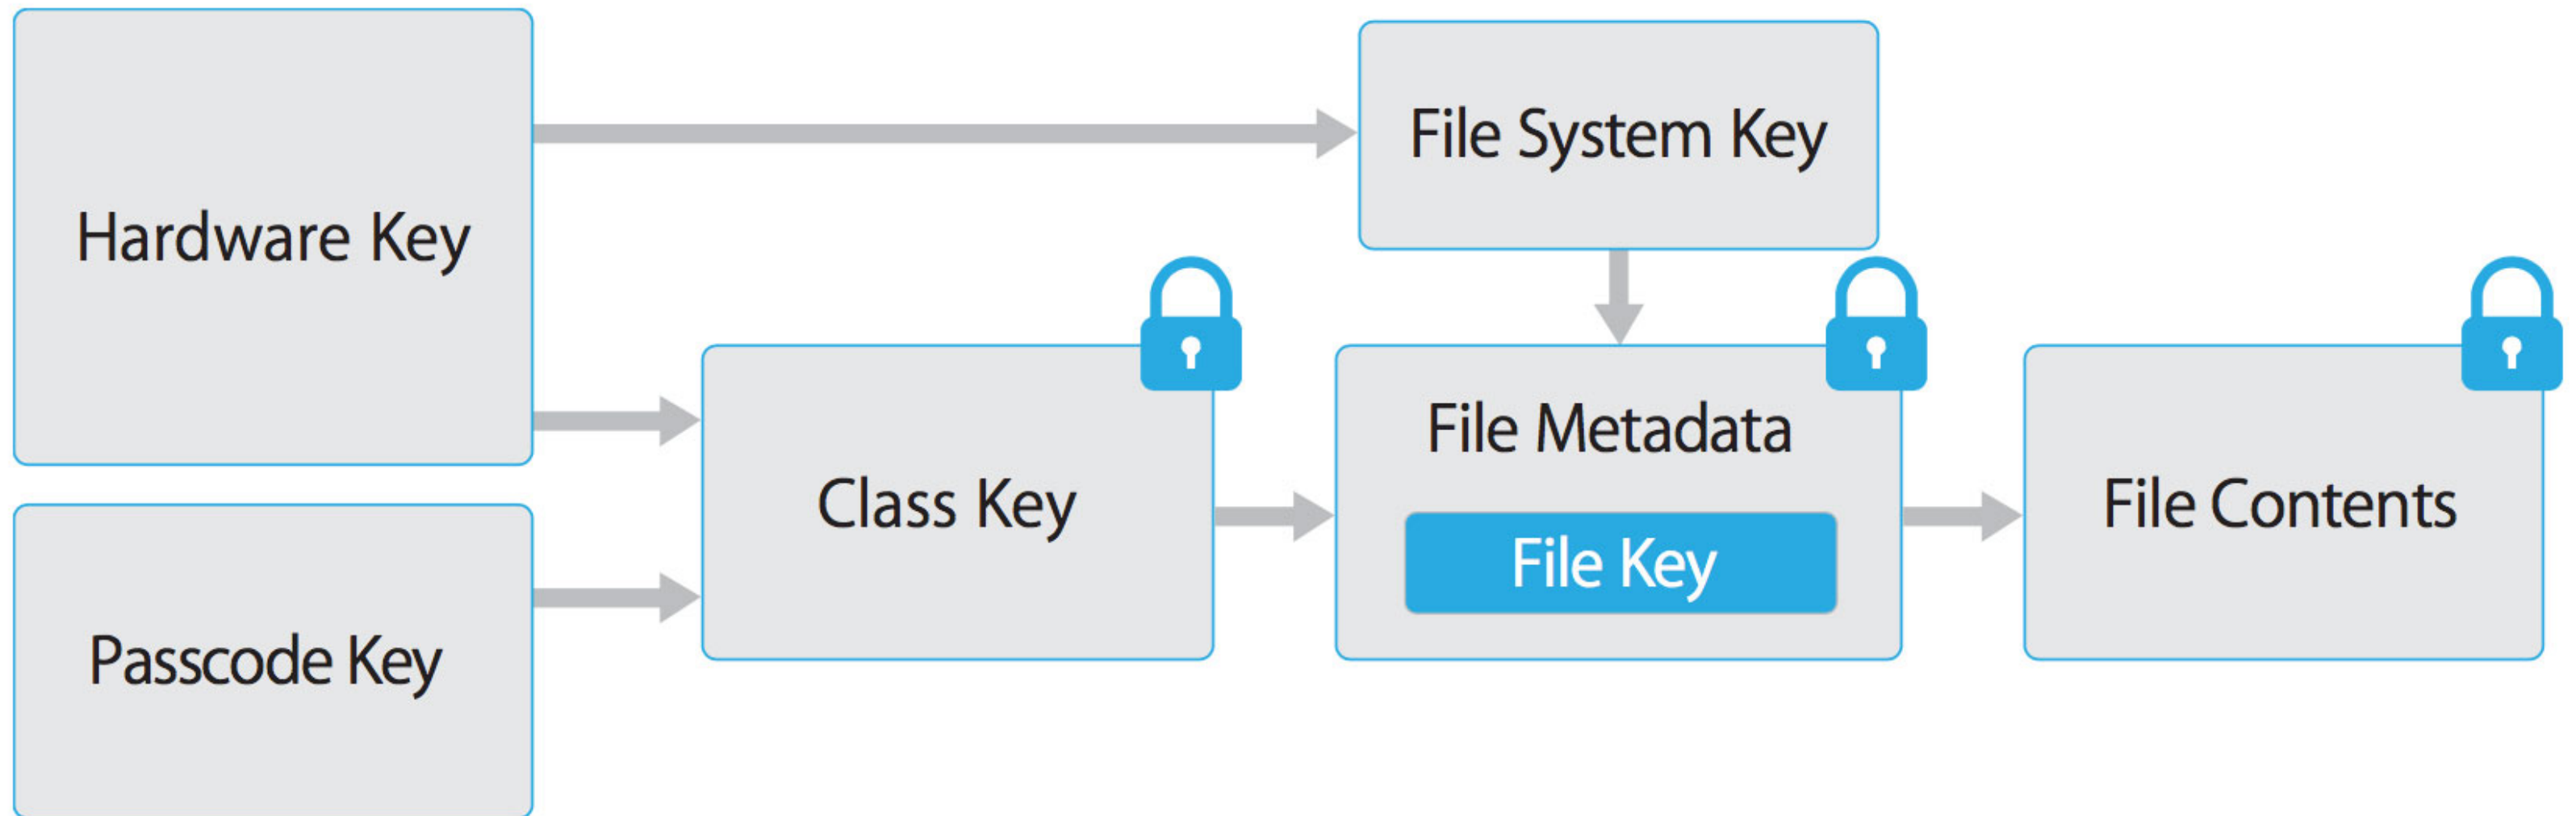 Hardware Key
File System Key
Passcode Key
Class Key
File Metadata
File Key
File Contents